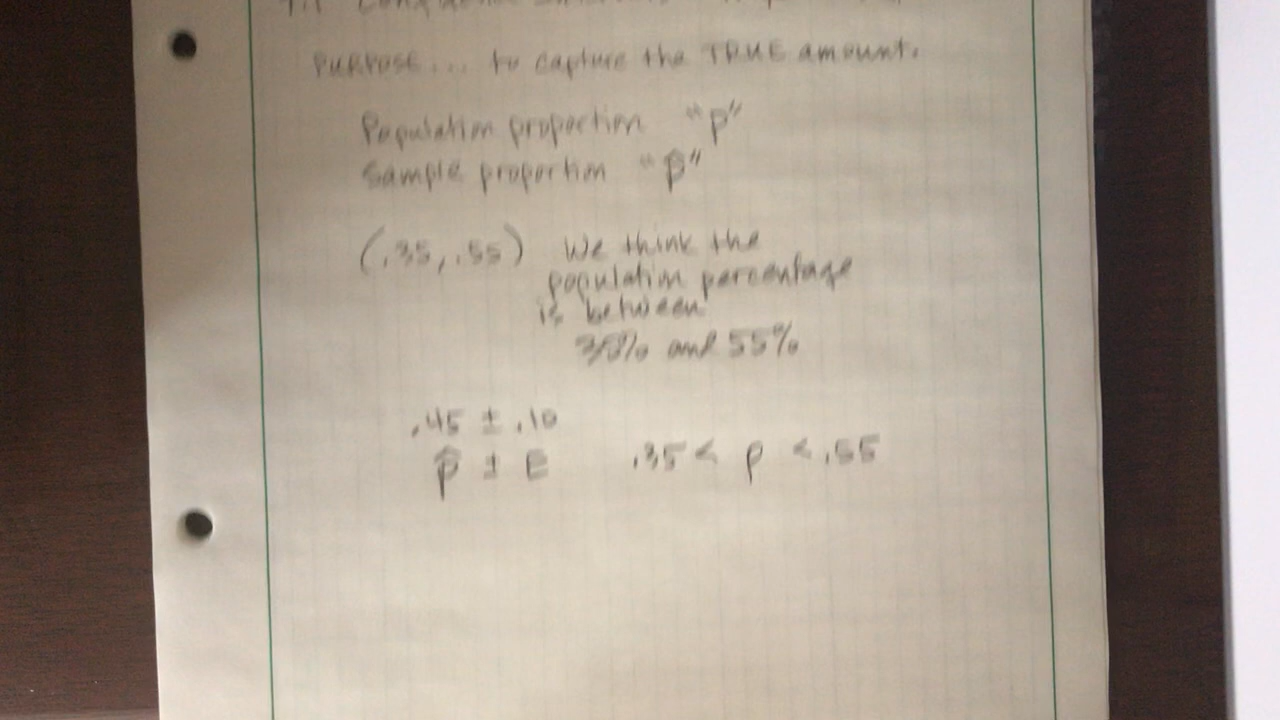 PURPOSE... to capture the TRUE amount.
Population proportion "p"
Sample proportion "p̂"
(.35, .55) We think the
population percentage
is between
35% and 55%
.45 ± .10
p̂ ± E .35 < p < .55